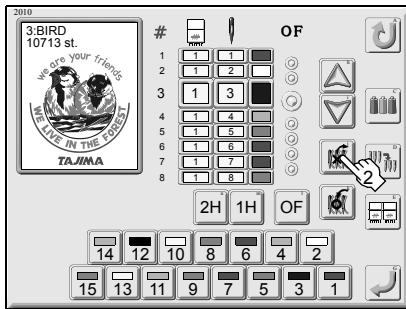 2010
3:BIRD
10713 st.
we are your friends
WE LIVE IN THE FOREST
TAJIMA
# OF
1 1 1
2 1 2
3 1 3
4 1 4
5 1 5
6 1 6
7 1 7
8 1 8
2
2H 1H OF
14 12 10 8 6 4 2
15 13 11 9 7 5 3 1